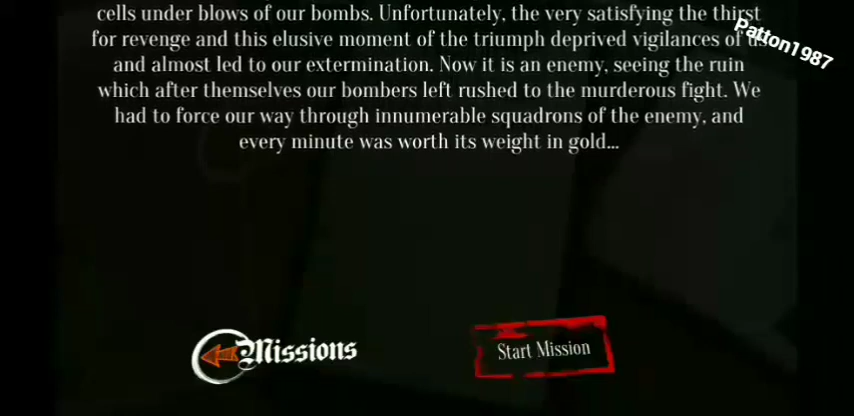 cells under blows of our bombs. Unfortunately, the very satisfying the thirst
for revenge and this elusive moment of the triumph deprived vigilances of us
and almost led to our extermination. Now it is an enemy, seeing the ruin
which after themselves our bombers left rushed to the murderous fight. We
had to force our way through innumerable squadrons of the enemy, and
every minute was worth its weight in gold...
Patton1987
Missions
Start Mission